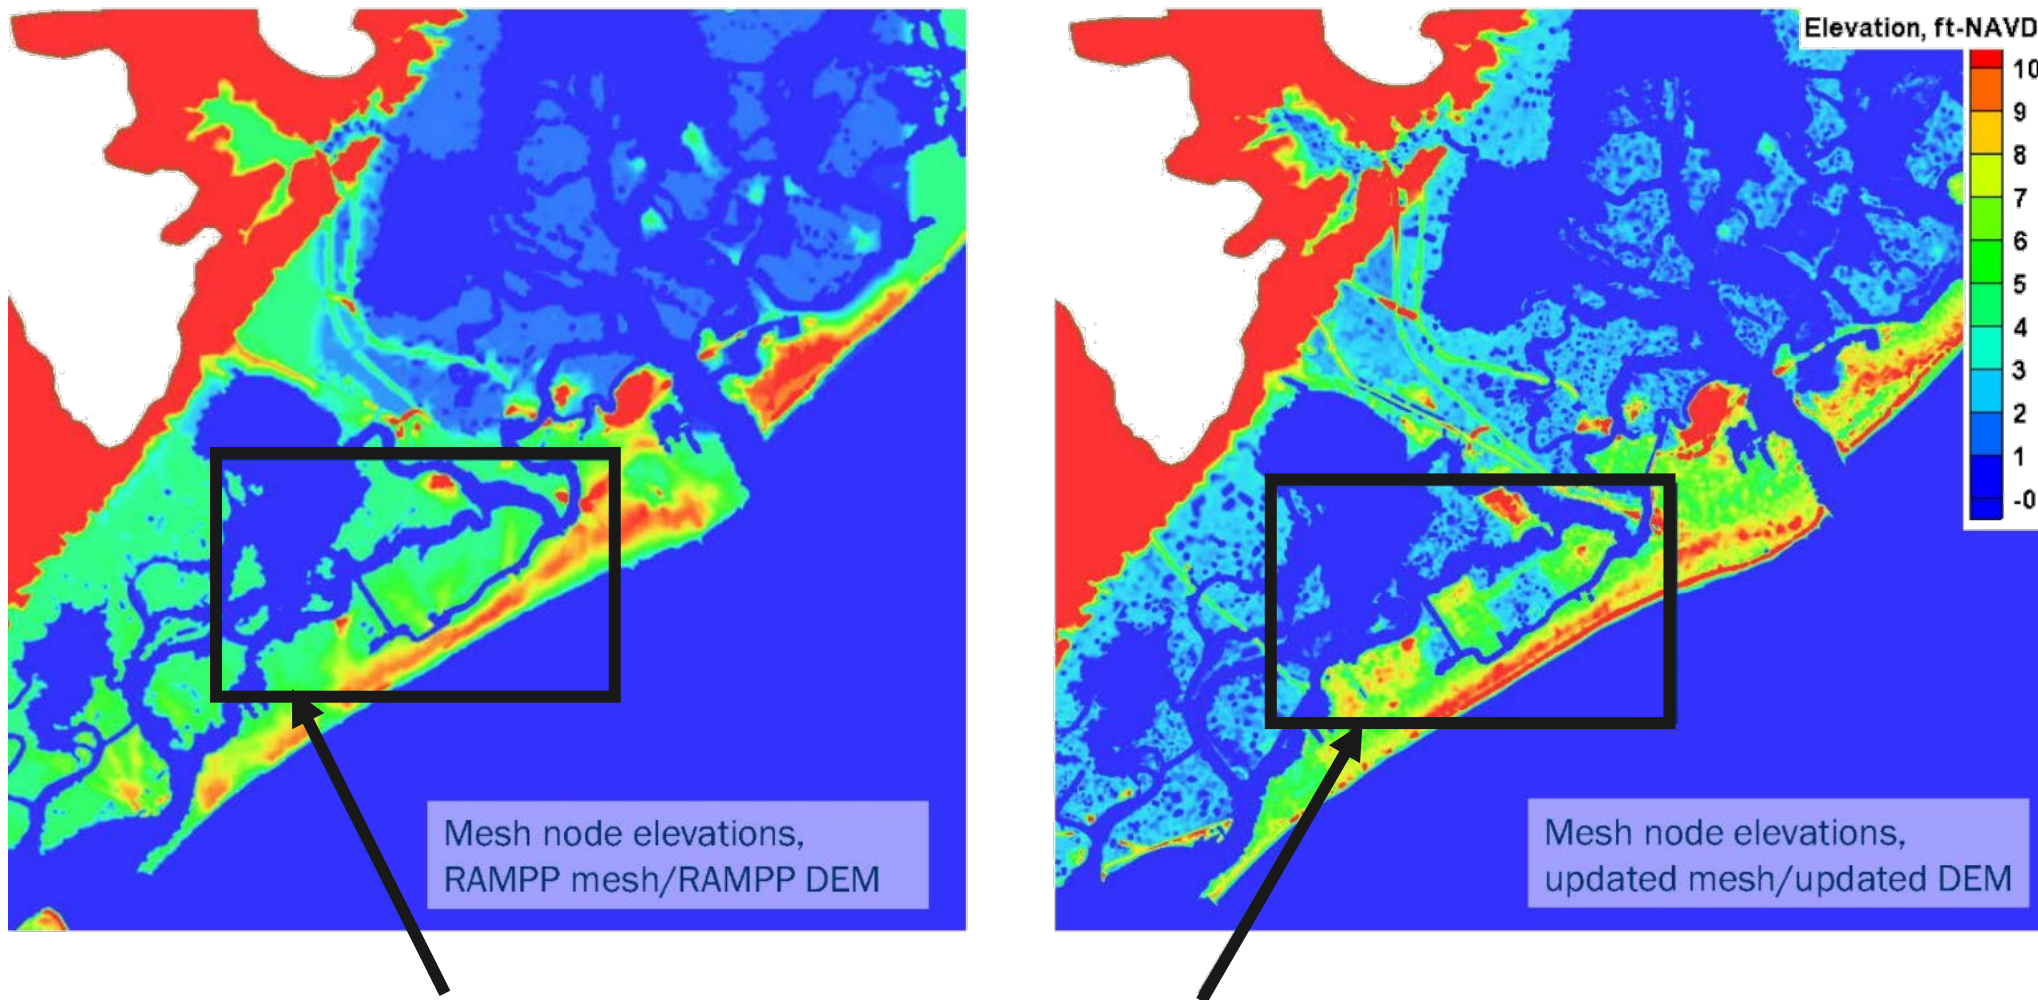 Elevation, ft-NAVD
10
9
8
7
6
5
4
3
2
1
-0
Mesh node elevations,
RAMPP mesh/RAMPP DEM
Mesh node elevations,
updated mesh/updated DEM